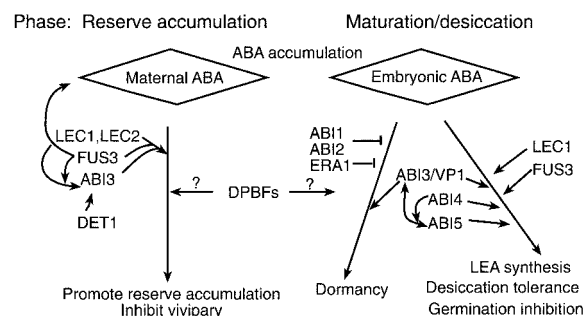 Phase: Reserve accumulation Maturation/desiccation
ABA accumulation
Maternal ABA Embryonic ABA
LEC1,LEC2
FUS3
ABI3
DET1
? DPBFs ?
ABI1
ABI2
ERA1
ABI3/VP1
ABI4
ABI5
LEC1
FUS3
Promote reserve accumulation
Inhibit vivipary
Dormancy
LEA synthesis
Desiccation tolerance
Germination inhibition